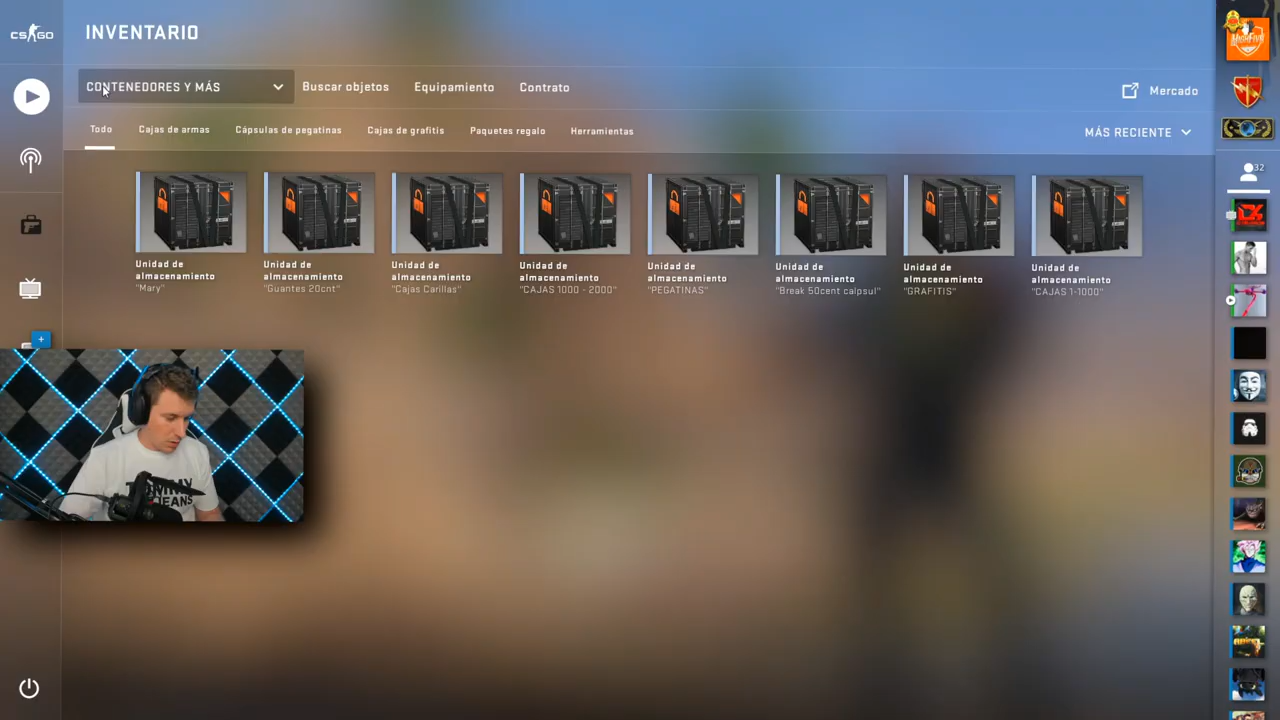 CS:GO
INVENTARIO
CONTENEDORES Y MÁS
Buscar objetos
Equipamiento
Contrato
Mercado
Todo
Cajas de armas
Cápsulas de pegatinas
Cajas de grafitis
Paquetes regalo
Herramientas
MÁS RECIENTE
Unidad de
almacenamiento
"Mary"
Unidad de
almacenamiento
"Guantes 20cnt"
Unidad de
almacenamiento
"Cajas Carillas"
Unidad de
almacenamiento
"CAJAS 1000 - 2000"
Unidad de
almacenamiento
"PEGATINAS"
Unidad de
almacenamiento
"Break 50cent calpsul"
Unidad de
almacenamiento
"GRAFITIS"
Unidad de
almacenamiento
"CAJAS 1-1000"
32
TOMMY
JEANS